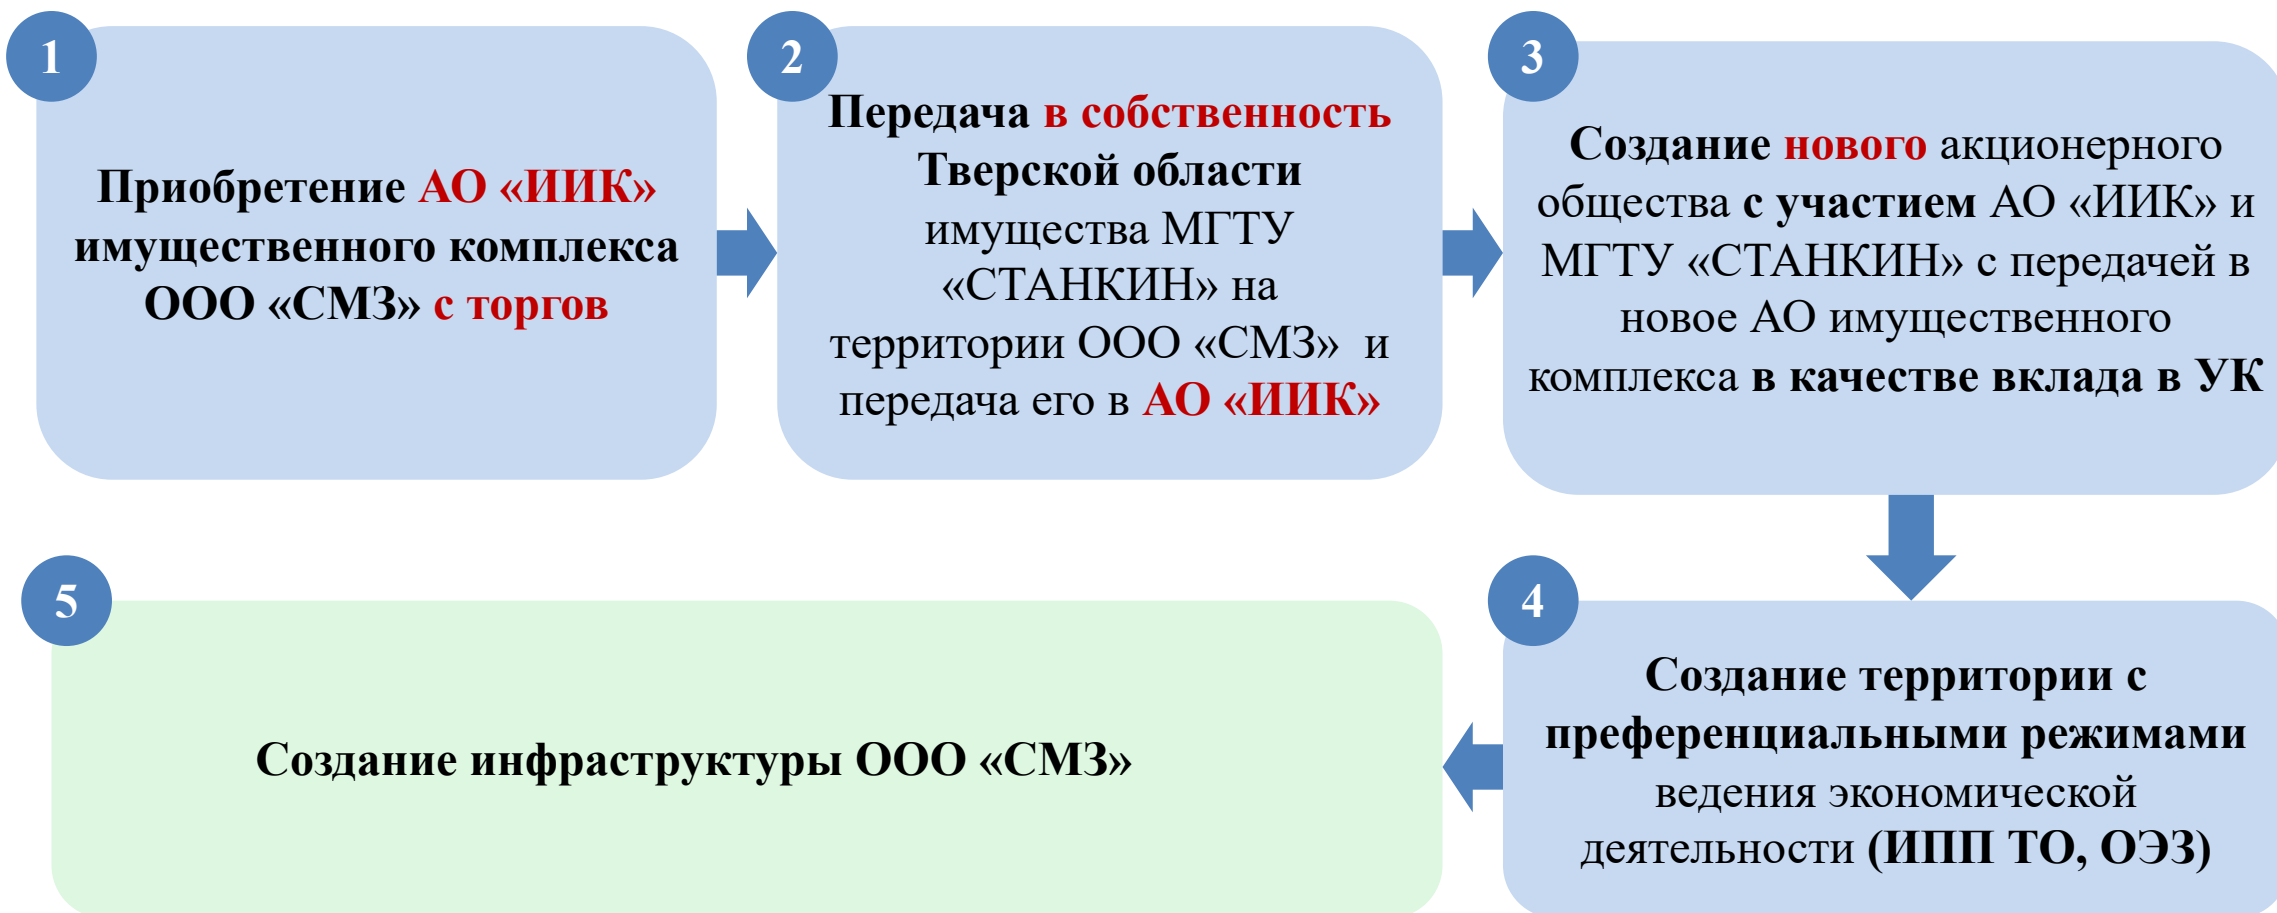 1
Приобретение АО «ИИК»
имущественного комплекса
ООО «СМЗ» с торгов
2
Передача в собственность
Тверской области
имущества МГТУ
«СТАНКИН» на
территории ООО «СМЗ» и
передача его в АО «ИИК»
3
Создание нового акционерного
общества с участием АО «ИИК» и
МГТУ «СТАНКИН» с передачей в
новое АО имущественного
комплекса в качестве вклада в УК
4
Создание территории с
преференциальными режимами
ведения экономической
деятельности (ИПП ТО, ОЭЗ)
5
Создание инфраструктуры ООО «СМЗ»